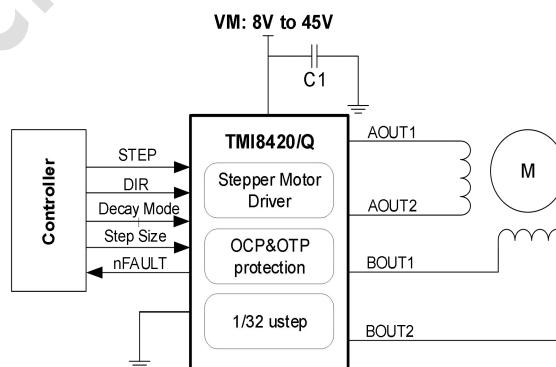 VM: 8V to 45V
C1
TMI8420/Q
Controller
STEP
DIR
Decay Mode
Step Size
nFAULT
Stepper Motor
Driver
OCP&OTP
protection
1/32 ustep
AOUT1
AOUT2
BOUT1
BOUT2
M